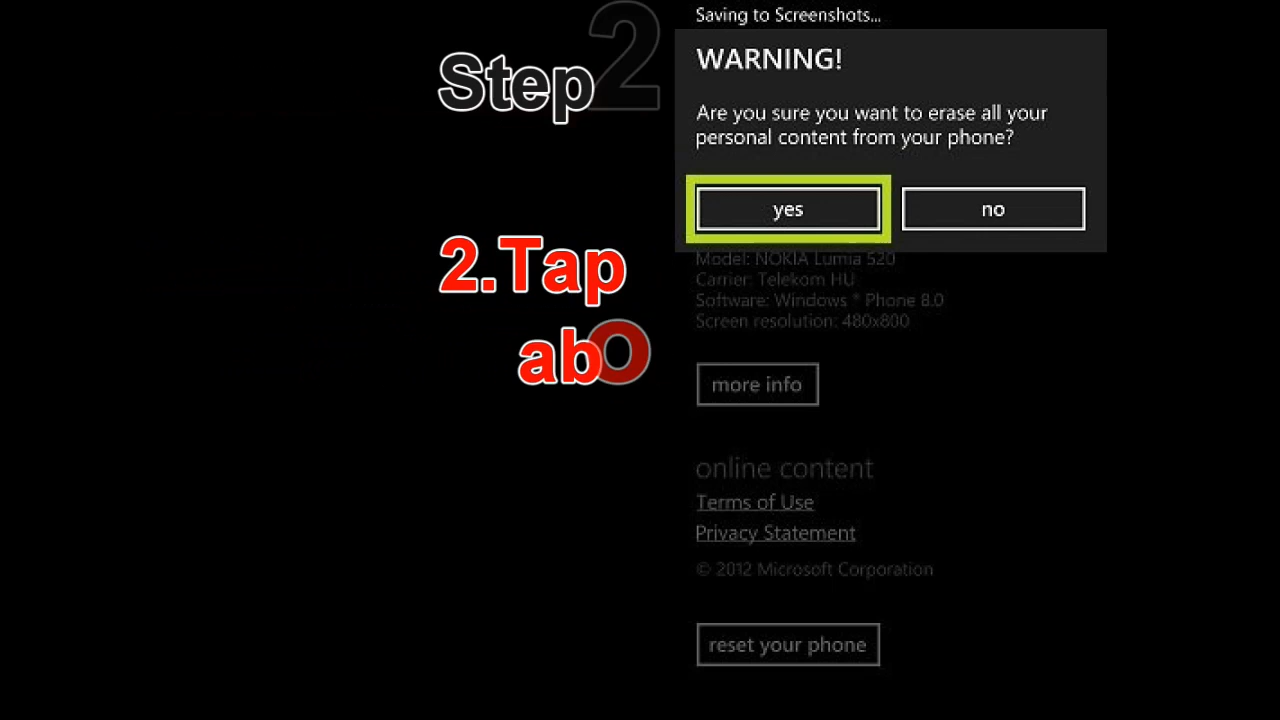 Step 2
2.Tap
abo
Saving to Screenshots...
WARNING!
Are you sure you want to erase all your
personal content from your phone?
yes no
Model: NOKIA Lumia 520
Carrier: Telekom HU
Software: Windows® Phone 8.0
Screen resolution: 480x800
more info
online content
Terms of Use
Privacy Statement
© 2012 Microsoft Corporation
reset your phone